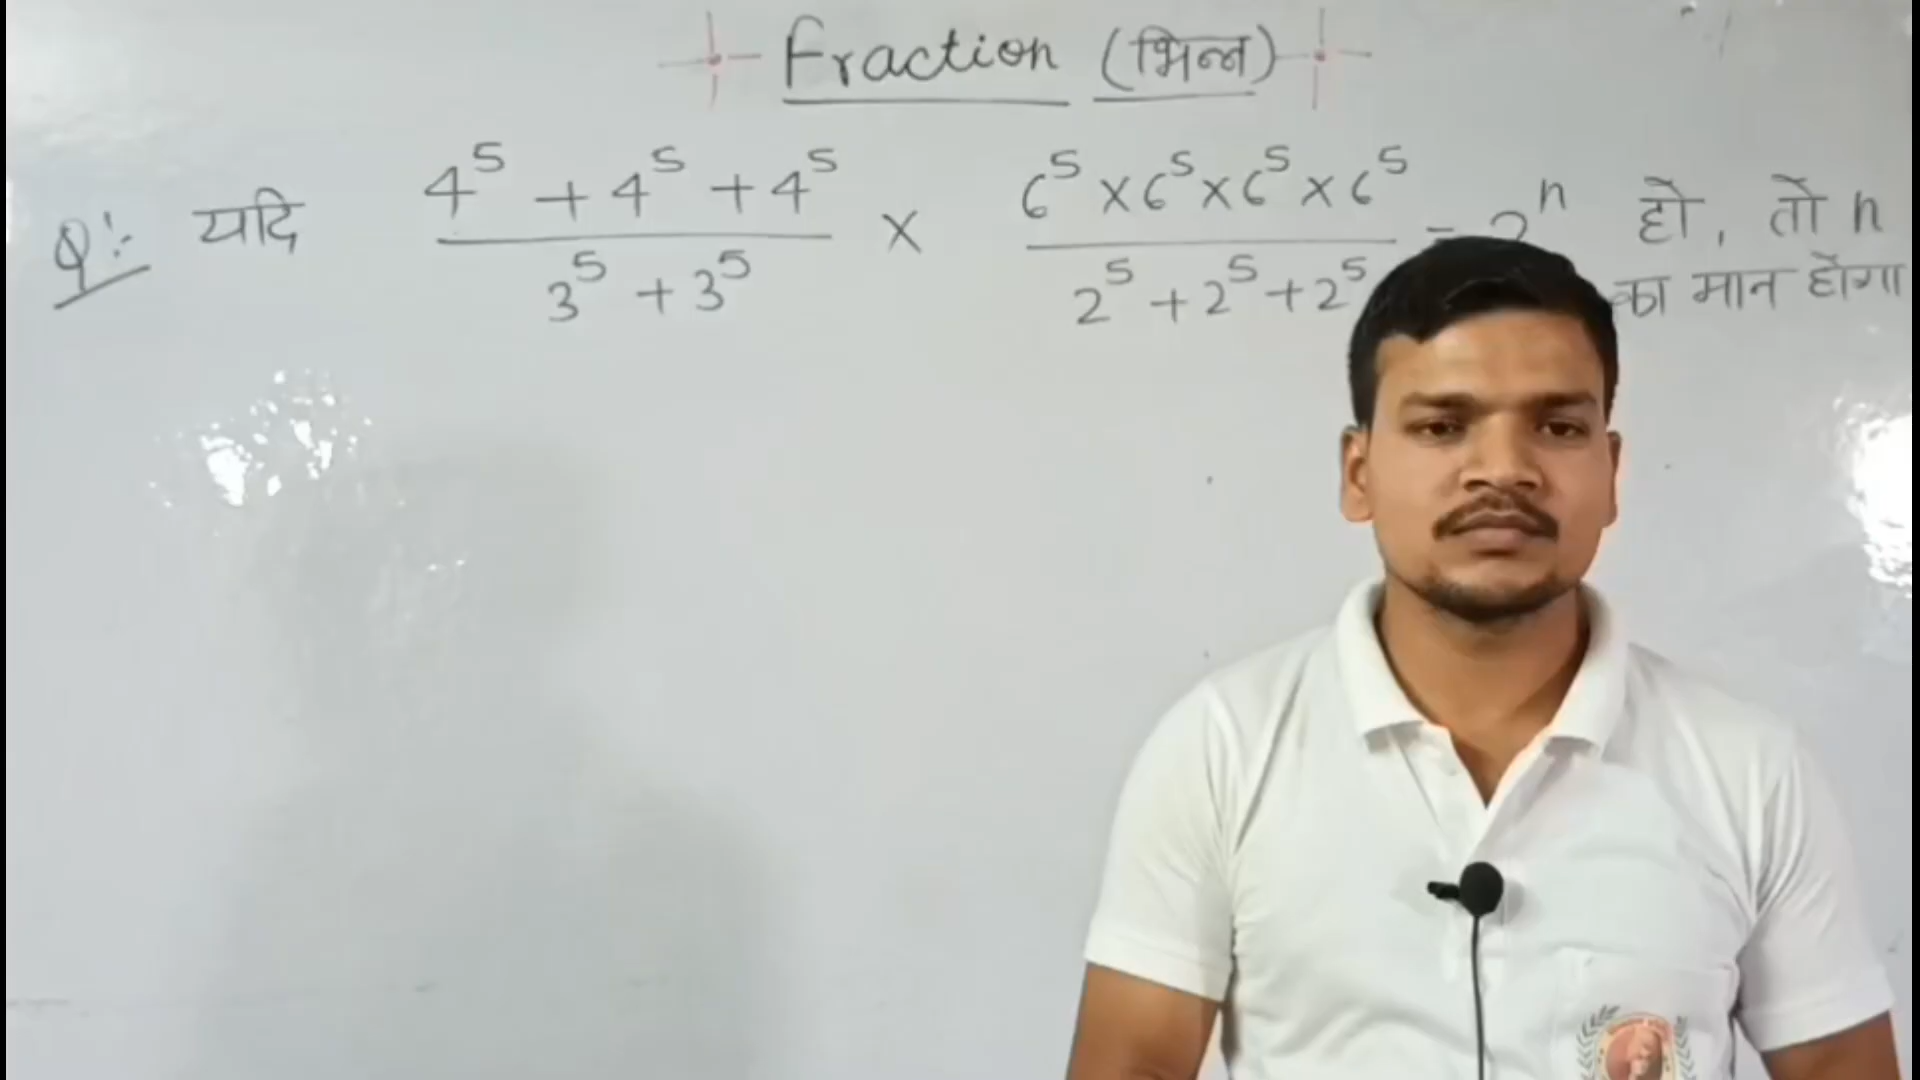 Fraction (भिन्न)
Q:- यदि (4^5 + 4^5 + 4^5)/(3^5 + 3^5) × (6^5 × 6^5 × 6^5 × 6^5)/(2^5 + 2^5 + 2^5) = 2^n हो, तो n
का मान होगा